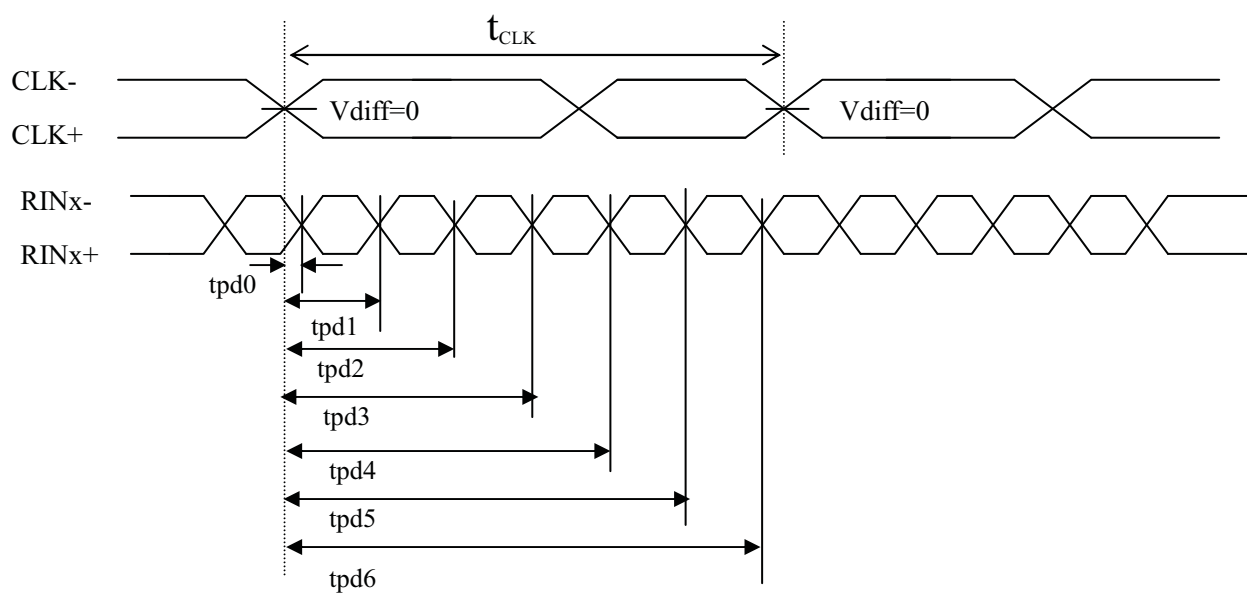 tCLK
CLK-
Vdiff=0 Vdiff=0
CLK+
RINx-
RINx+
tpd0
tpd1
tpd2
tpd3
tpd4
tpd5
tpd6